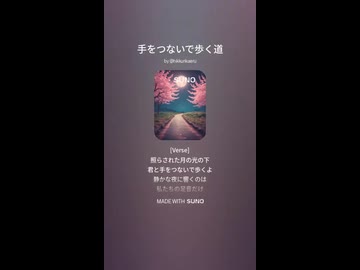 手をつないで歩く道
SUNO
[Verse]
照らされた月の光の下
君と手をつないで歩くよ
静かな夜に響くのは
私たちの足音だけ
MADE WITH SUNO